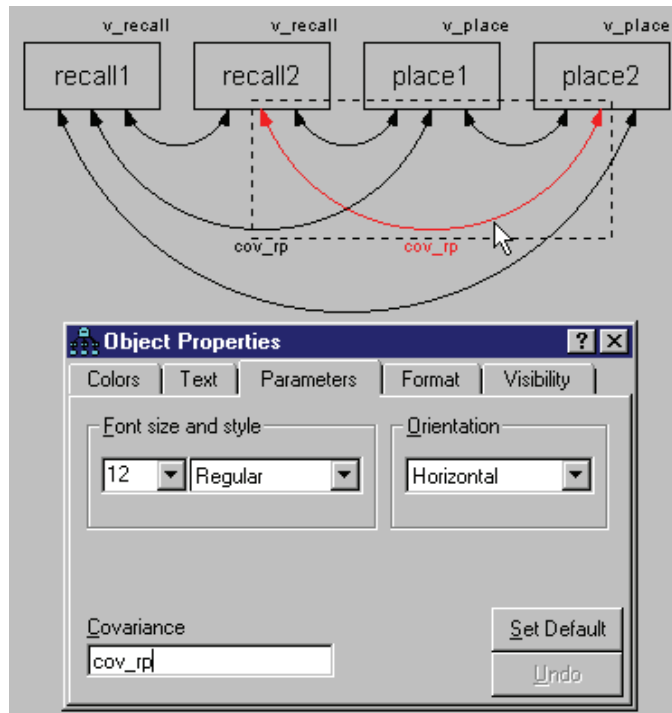 v_recall v_recall v_place v_place
recall1 recall2 place1 place2
cov_rp cov_rp
Object Properties ? X
Colors Text Parameters Format Visibility
Font size and style Orientation
12 Regular Horizontal
Covariance Set Default
cov_rp
Undo